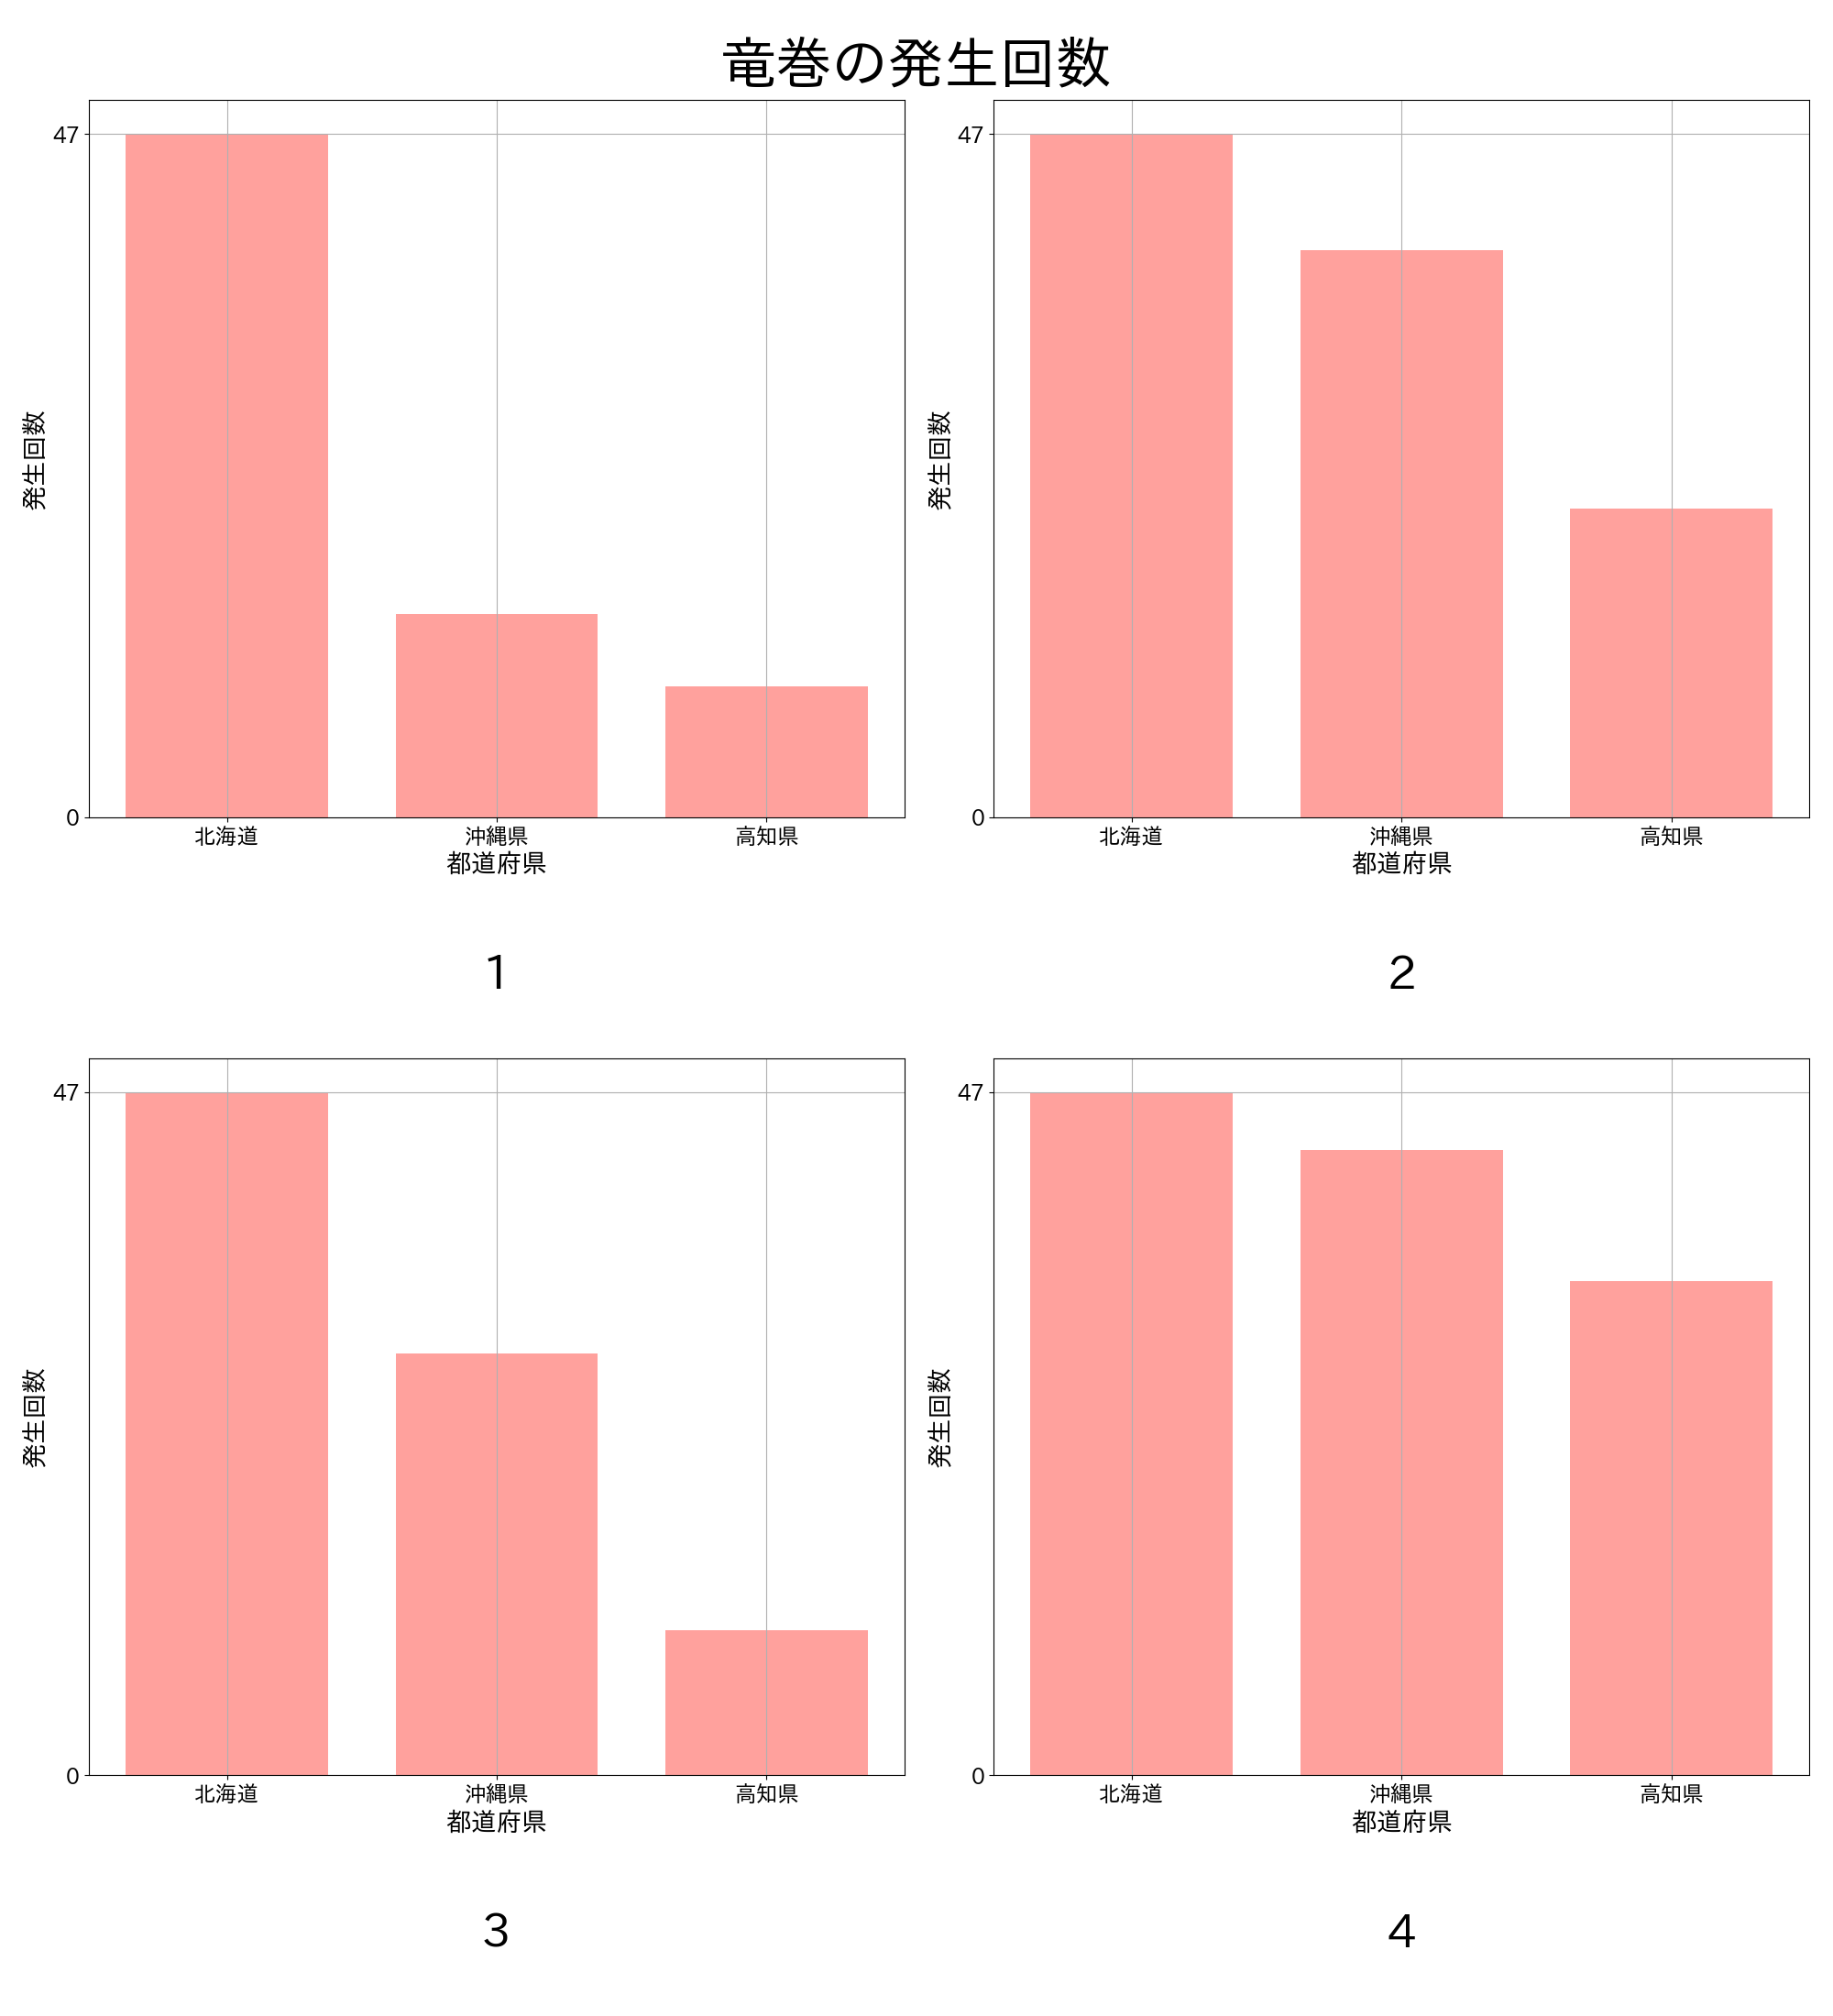 竜巻の発生回数
47
発生回数
0
北海道 沖縄県 高知県
都道府県
1
47
発生回数
0
北海道 沖縄県 高知県
都道府県
2
47
発生回数
0
北海道 沖縄県 高知県
都道府県
3
47
発生回数
0
北海道 沖縄県 高知県
都道府県
4